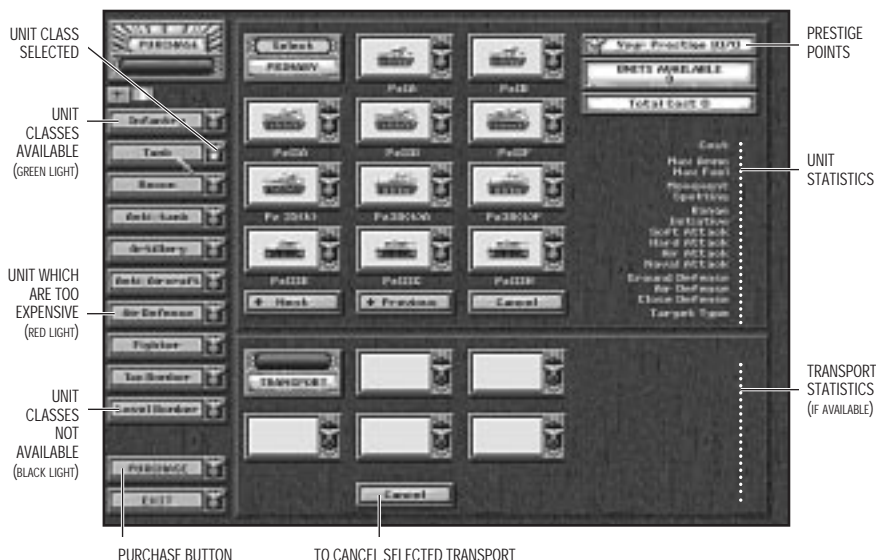 UNIT CLASS
SELECTED
UNIT
CLASSES
AVAILABLE
(GREEN LIGHT)
UNIT WHICH
ARE TOO
EXPENSIVE
(RED LIGHT)
UNIT
CLASSES
NOT
AVAILABLE
(BLACK LIGHT)
PURCHASE
Infantry
Tank
Recon
Anti-tank
Artillery
Anti-Aircraft
Air Defense
Fighter
Tac Bomber
Level Bomber
PURCHASE
EXIT
Select
PRIMARY
Next
Previous
Cancel
TRANSPORT
Cancel
Your Prestige
UNITS AVAILABLE
0
Total Cost 0
Cost
Max Ammo
Max Fuel
Movement
Spotting
Range
Initiative
Soft Attack
Hard Attack
Air Attack
Naval Attack
Ground Defense
Air Defense
Close Defense
Target Type
PRESTIGE
POINTS
UNIT
STATISTICS
TRANSPORT
STATISTICS
(IF AVAILABLE)
PURCHASE BUTTON
TO CANCEL SELECTED TRANSPORT